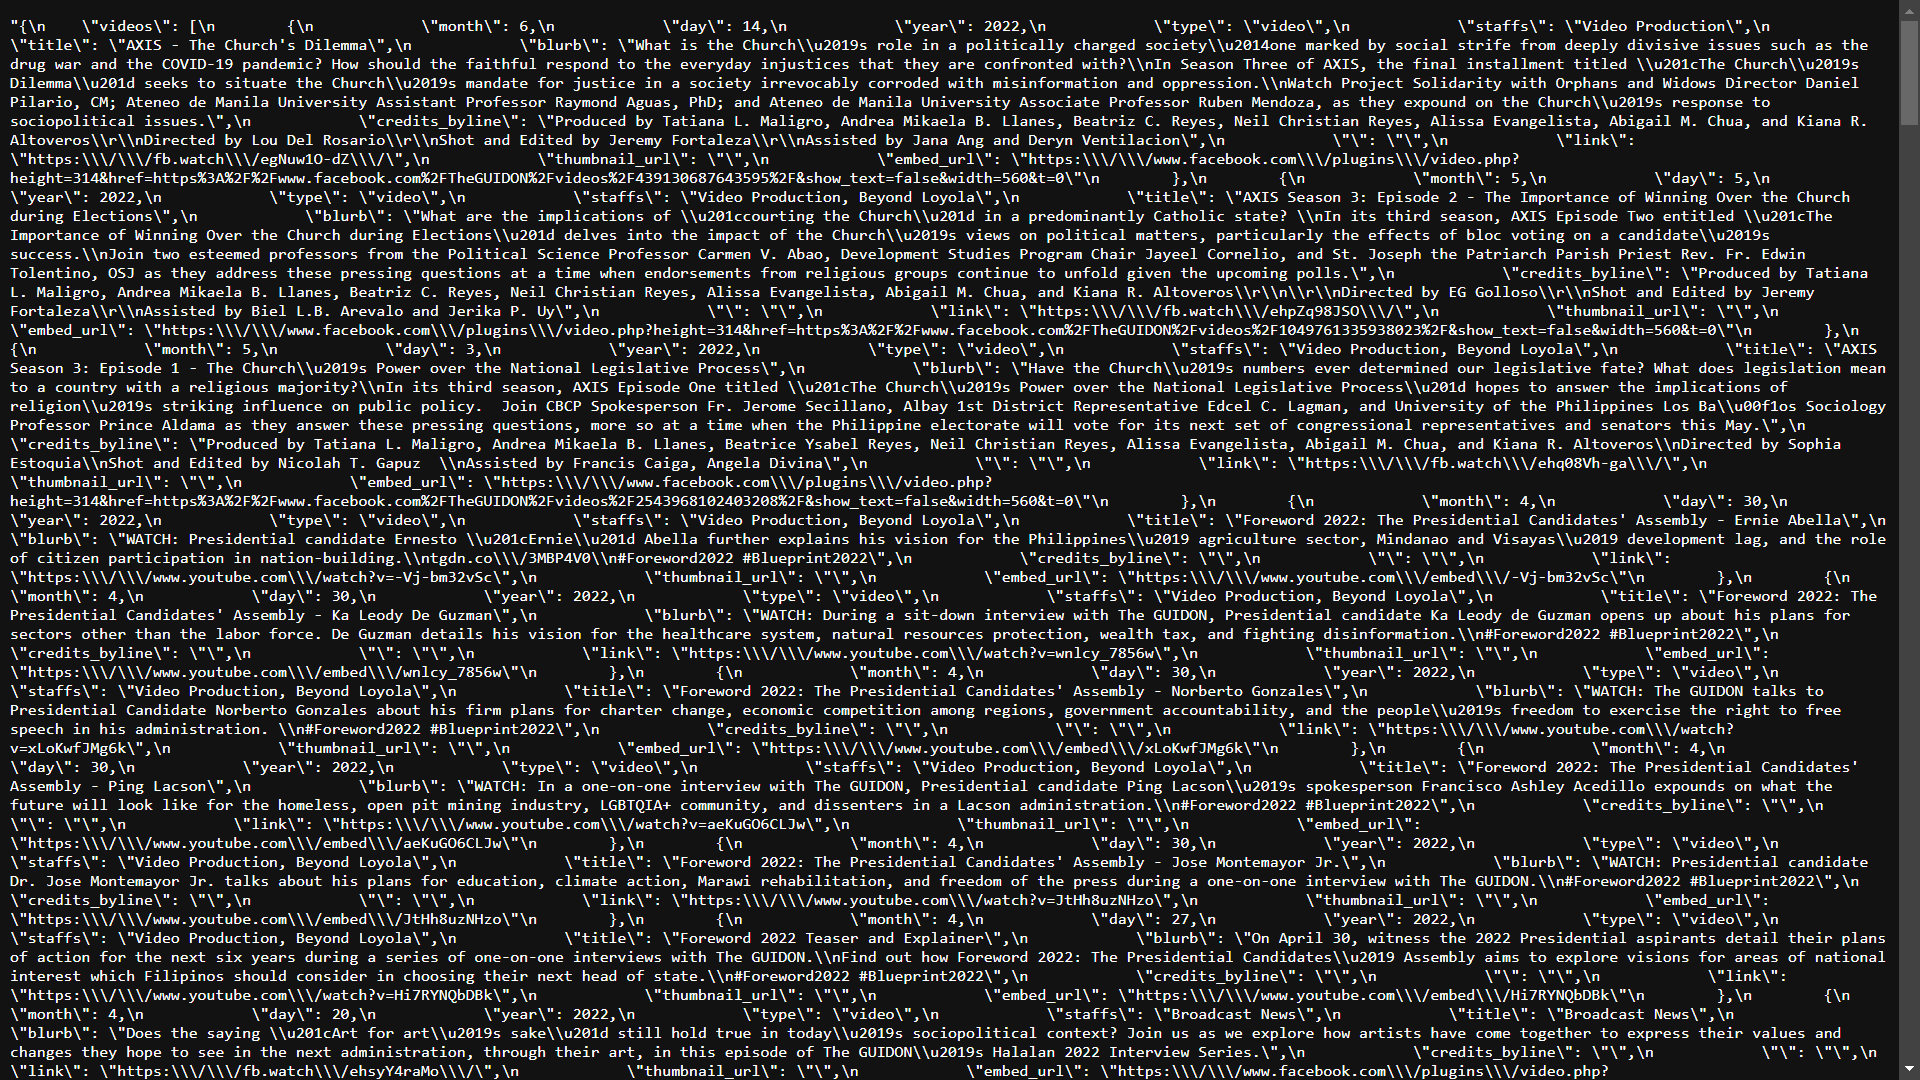 "{\n    \"videos\": [\n        {\n            \"month\": 6,\n            \"day\": 14,\n            \"year\": 2022,\n            \"type\": \"video\",\n            \"staffs\": \"Video Production\",\n
\"title\": \"AXIS - The Church's Dilemma\",\n            \"blurb\": \"What is the Church\\u2019s role in a politically charged society\\u2014one marked by social strife from deeply divisive issues such as the
drug war and the COVID-19 pandemic? How should the faithful respond to the everyday injustices that they are confronted with?\\nIn Season Three of AXIS, the final installment titled \\u201cThe Church\\u2019s
Dilemma\\u201d seeks to situate the Church\\u2019s mandate for justice in a society irrevocably corroded with misinformation and oppression.\\nWatch Project Solidarity with Orphans and Widows Director Daniel
Pilario, CM; Ateneo de Manila University Assistant Professor Raymond Aguas, PhD; and Ateneo de Manila University Associate Professor Ruben Mendoza, as they expound on the Church\\u2019s response to
sociopolitical issues.\",\n            \"credits_byline\": \"Produced by Tatiana L. Maligro, Andrea Mikaela B. Llanes, Beatriz C. Reyes, Neil Christian Reyes, Alissa Evangelista, Abigail M. Chua, and Kiana R.
Altoveros\\r\\nDirected by Lou Del Rosario\\r\\nShot and Edited by Jeremy Fortaleza\\r\\nAssisted by Jana Ang and Deryn Ventilacion\",\n            \"\": \"\",\n            \"link\":
\"https:\\\/\\\/fb.watch\\\/egNuw1O-dZ\\\/\",\n            \"thumbnail_url\": \"\",\n            \"embed_url\": \"https:\\\/\\\/www.facebook.com\\\/plugins\\\/video.php?
height=314&href=https%3A%2F%2Fwww.facebook.com%2FTheGUIDON%2Fvideos%2F439130687643595%2F&show_text=false&width=560&t=0\"\n        },\n        {\n            \"month\": 5,\n            \"day\": 5,\n
\"year\": 2022,\n            \"type\": \"video\",\n            \"staffs\": \"Video Production, Beyond Loyola\",\n            \"title\": \"AXIS Season 3: Episode 2 - The Importance of Winning Over the Church
during Elections\",\n            \"blurb\": \"What are the implications of \\u201ccourting the Church\\u201d in a predominantly Catholic state? \\nIn its third season, AXIS Episode Two entitled \\u201cThe
Importance of Winning Over the Church during Elections\\u201d delves into the impact of the Church\\u2019s views on political matters, particularly the effects of bloc voting on a candidate\\u2019s
success.\\nJoin two esteemed professors from the Political Science Professor Carmen V. Abao, Development Studies Program Chair Jayeel Cornelio, and St. Joseph the Patriarch Parish Priest Rev. Fr. Edwin
Tolentino, OSJ as they address these pressing questions at a time when endorsements from religious groups continue to unfold given the upcoming polls.\",\n            \"credits_byline\": \"Produced by Tatiana
L. Maligro, Andrea Mikaela B. Llanes, Beatriz C. Reyes, Neil Christian Reyes, Alissa Evangelista, Abigail M. Chua, and Kiana R. Altoveros\\r\\n\\r\\nDirected by EG Golloso\\r\\nShot and Edited by Jeremy
Fortaleza\\r\\nAssisted by Biel L.B. Arevalo and Jerika P. Uy\",\n            \"\": \"\",\n            \"link\": \"https:\\\/\\\/fb.watch\\\/ehpZq98JSO\\\/\",\n            \"thumbnail_url\": \"\",\n
\"embed_url\": \"https:\\\/\\\/www.facebook.com\\\/plugins\\\/video.php?height=314&href=https%3A%2F%2Fwww.facebook.com%2FTheGUIDON%2Fvideos%2F1049761335938023%2F&show_text=false&width=560&t=0\"\n        },\n
{\n            \"month\": 5,\n            \"day\": 3,\n            \"year\": 2022,\n            \"type\": \"video\",\n            \"staffs\": \"Video Production, Beyond Loyola\",\n            \"title\": \"AXIS
Season 3: Episode 1 - The Church\\u2019s Power over the National Legislative Process\",\n            \"blurb\": \"Have the Church\\u2019s numbers ever determined our legislative fate? What does legislation mean
to a country with a religious majority?\\nIn its third season, AXIS Episode One titled \\u201cThe Church\\u2019s Power over the National Legislative Process\\u201d hopes to answer the implications of
religion\\u2019s striking influence on public policy.  Join CBCP Spokesperson Fr. Jerome Secillano, Albay 1st District Representative Edcel C. Lagman, and University of the Philippines Los Ba\\u00f1os Sociology
Professor Prince Aldama as they answer these pressing questions, more so at a time when the Philippine electorate will vote for its next set of congressional representatives and senators this May.\",\n
\"credits_byline\": \"Produced by Tatiana L. Maligro, Andrea Mikaela B. Llanes, Beatrice Ysabel Reyes, Neil Christian Reyes, Alissa Evangelista, Abigail M. Chua, and Kiana R. Altoveros\\nDirected by Sophia
Estoquia\\nShot and Edited by Nicolah T. Gapuz  \\nAssisted by Francis Caiga, Angela Divina\",\n            \"\": \"\",\n            \"link\": \"https:\\\/\\\/fb.watch\\\/ehq08Vh-ga\\\/\",\n
\"thumbnail_url\": \"\",\n            \"embed_url\": \"https:\\\/\\\/www.facebook.com\\\/plugins\\\/video.php?
height=314&href=https%3A%2F%2Fwww.facebook.com%2FTheGUIDON%2Fvideos%2F2543968102403208%2F&show_text=false&width=560&t=0\"\n        },\n        {\n            \"month\": 4,\n            \"day\": 30,\n
\"year\": 2022,\n            \"type\": \"video\",\n            \"staffs\": \"Video Production, Beyond Loyola\",\n            \"title\": \"Foreword 2022: The Presidential Candidates' Assembly - Ernie Abella\",\n
\"blurb\": \"WATCH: Presidential candidate Ernesto \\u201cErnie\\u201d Abella further explains his vision for the Philippines\\u2019 agriculture sector, Mindanao and Visayas\\u2019 development lag, and the role
of citizen participation in nation-building.\\ntgdn.co\\\/3MBP4V0\\n#Foreword2022 #Blueprint2022\",\n            \"credits_byline\": \"\",\n            \"\": \"\",\n            \"link\":
\"https:\\\/\\\/www.youtube.com\\\/watch?v=-Vj-bm32vSc\",\n            \"thumbnail_url\": \"\",\n            \"embed_url\": \"https:\\\/\\\/www.youtube.com\\\/embed\\\/-Vj-bm32vSc\"\n        },\n        {\n
\"month\": 4,\n            \"day\": 30,\n            \"year\": 2022,\n            \"type\": \"video\",\n            \"staffs\": \"Video Production, Beyond Loyola\",\n            \"title\": \"Foreword 2022: The
Presidential Candidates' Assembly - Ka Leody De Guzman\",\n            \"blurb\": \"WATCH: During a sit-down interview with The GUIDON, Presidential candidate Ka Leody de Guzman opens up about his plans for
sectors other than the labor force. De Guzman details his vision for the healthcare system, natural resources protection, wealth tax, and fighting disinformation.\\n#Foreword2022 #Blueprint2022\",\n
\"credits_byline\": \"\",\n            \"\": \"\",\n            \"link\": \"https:\\\/\\\/www.youtube.com\\\/watch?v=wnlcy_7856w\",\n            \"thumbnail_url\": \"\",\n            \"embed_url\":
\"https:\\\/\\\/www.youtube.com\\\/embed\\\/wnlcy_7856w\"\n        },\n        {\n            \"month\": 4,\n            \"day\": 30,\n            \"year\": 2022,\n            \"type\": \"video\",\n
\"staffs\": \"Video Production, Beyond Loyola\",\n            \"title\": \"Foreword 2022: The Presidential Candidates' Assembly - Norberto Gonzales\",\n            \"blurb\": \"WATCH: The GUIDON talks to
Presidential Candidate Norberto Gonzales about his firm plans for charter change, economic competition among regions, government accountability, and the people\\u2019s freedom to exercise the right to free
speech in his administration. \\n#Foreword2022 #Blueprint2022\",\n            \"credits_byline\": \"\",\n            \"\": \"\",\n            \"link\": \"https:\\\/\\\/www.youtube.com\\\/watch?
v=xLoKwfJMg6k\",\n            \"thumbnail_url\": \"\",\n            \"embed_url\": \"https:\\\/\\\/www.youtube.com\\\/embed\\\/xLoKwfJMg6k\"\n        },\n        {\n            \"month\": 4,\n
\"day\": 30,\n            \"year\": 2022,\n            \"type\": \"video\",\n            \"staffs\": \"Video Production, Beyond Loyola\",\n            \"title\": \"Foreword 2022: The Presidential Candidates'
Assembly - Ping Lacson\",\n            \"blurb\": \"WATCH: In a one-on-one interview with The GUIDON, Presidential candidate Ping Lacson\\u2019s spokesperson Francisco Ashley Acedillo expounds on what the
future will look like for the homeless, open pit mining industry, LGBTQIA+ community, and dissenters in a Lacson administration.\\n#Foreword2022 #Blueprint2022\",\n            \"credits_byline\": \"\",\n
\"\": \"\",\n            \"link\": \"https:\\\/\\\/www.youtube.com\\\/watch?v=aeKuGO6CLJw\",\n            \"thumbnail_url\": \"\",\n            \"embed_url\":
\"https:\\\/\\\/www.youtube.com\\\/embed\\\/aeKuGO6CLJw\"\n        },\n        {\n            \"month\": 4,\n            \"day\": 30,\n            \"year\": 2022,\n            \"type\": \"video\",\n
\"staffs\": \"Video Production, Beyond Loyola\",\n            \"title\": \"Foreword 2022: The Presidential Candidates' Assembly - Jose Montemayor Jr.\",\n            \"blurb\": \"WATCH: Presidential candidate
Dr. Jose Montemayor Jr. talks about his plans for education, climate action, Marawi rehabilitation, and freedom of the press during a one-on-one interview with The GUIDON.\\n#Foreword2022 #Blueprint2022\",\n
\"credits_byline\": \"\",\n            \"\": \"\",\n            \"link\": \"https:\\\/\\\/www.youtube.com\\\/watch?v=JtHh8uzNHzo\",\n            \"thumbnail_url\": \"\",\n            \"embed_url\":
\"https:\\\/\\\/www.youtube.com\\\/embed\\\/JtHh8uzNHzo\"\n        },\n        {\n            \"month\": 4,\n            \"day\": 27,\n            \"year\": 2022,\n            \"type\": \"video\",\n
\"staffs\": \"Video Production, Beyond Loyola\",\n            \"title\": \"Foreword 2022 Teaser and Explainer\",\n            \"blurb\": \"On April 30, witness the 2022 Presidential aspirants detail their plans
of action for the next six years during a series of one-on-one interviews with The GUIDON.\\nFind out how Foreword 2022: The Presidential Candidates\\u2019 Assembly aims to explore visions for areas of national
interest which Filipinos should consider in choosing their next head of state.\\n#Foreword2022 #Blueprint2022\",\n            \"credits_byline\": \"\",\n            \"\": \"\",\n            \"link\":
\"https:\\\/\\\/www.youtube.com\\\/watch?v=Hi7RYNQbDBk\",\n            \"thumbnail_url\": \"\",\n            \"embed_url\": \"https:\\\/\\\/www.youtube.com\\\/embed\\\/Hi7RYNQbDBk\"\n        },\n        {\n
\"month\": 4,\n            \"day\": 20,\n            \"year\": 2022,\n            \"type\": \"video\",\n            \"staffs\": \"Broadcast News\",\n            \"title\": \"Broadcast News\",\n
\"blurb\": \"Does the saying \\u201cArt for art\\u2019s sake\\u201d still hold true in today\\u2019s sociopolitical context? Join us as we explore how artists have come together to express their values and
changes they hope to see in the next administration, through their art, in this episode of The GUIDON\\u2019s Halalan 2022 Interview Series.\",\n            \"credits_byline\": \"\",\n            \"\": \"\",\n
\"link\": \"https:\\\/\\\/fb.watch\\\/ehsyY4raMo\\\/\",\n            \"thumbnail_url\": \"\",\n            \"embed_url\": \"https:\\\/\\\/www.facebook.com\\\/plugins\\\/video.php?